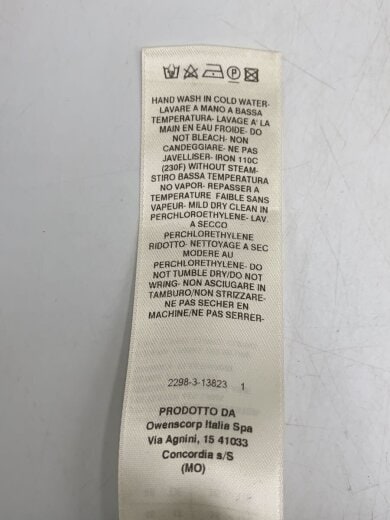 HAND WASH IN COLD WATER-
LAVARE A MANO A BASSA
TEMPERATURA- LAVAGE A' LA
MAIN EN EAU FROIDE- DO
NOT BLEACH- NON
CANDEGGIARE- NE PAS
JAVELLISER- IRON 110C
(230F) WITHOUT STEAM-
STIRO BASSA TEMPERATURA
NO VAPOR- REPASSER A
TEMPERATURE FAIBLE SANS
VAPEUR- MILD DRY CLEAN IN
PERCHLOROETHYLENE- LAV.
A SECCO
PERCHLORETHYLENE
RIDOTTO- NETTOYAGE A SEC
MODERE AU
PERCHLORETHYLENE- DO
NOT TUMBLE DRY/DO NOT
WRING- NON ASCIUGARE IN
TAMBURO/NON STRIZZARE-
NE PAS SECHER EN
MACHINE/NE PAS SERRER-
2298-3-13823 1
PRODOTTO DA
Owenscorp Italia Spa
Via Agnini, 15 41033
Concordia s/S
(MO)